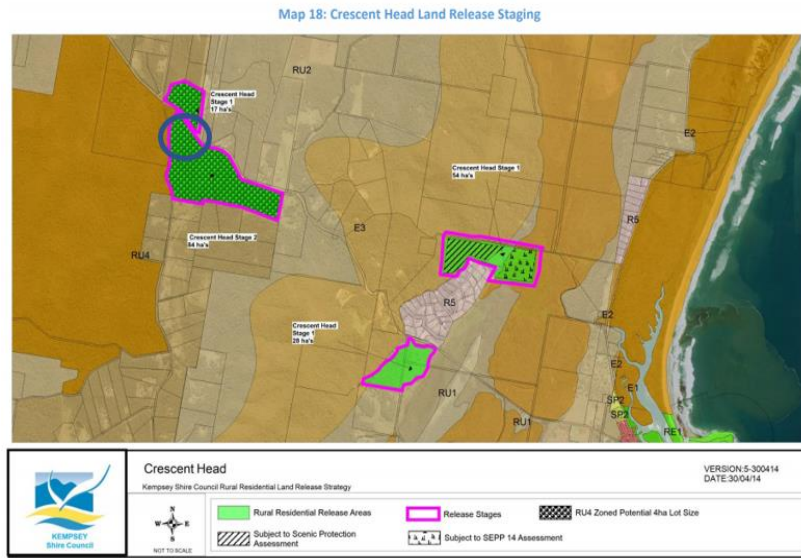 Map 18: Crescent Head Land Release Staging
RU2
Crescent Head
Stage 1
17 ha's
E2
Crescent Head Stage 1
54 ha's
R5
E3
Crescent Head Stage 2
84 ha's
RU4
R5
Crescent Head
Stage 1
28 ha's
E2
E2
E1
RU1
SP2
SP2
RU1
RE1
Crescent Head
Kempsey Shire Council Rural Residential Land Release Strategy
VERSION:5-300414
DATE:30/04/14
KEMPSEY
Shire Council
N
W E
S
NOT TO SCALE
Rural Residential Release Areas
Release Stages
RU4 Zoned Potential 4ha Lot Size
Subject to Scenic Protection
Assessment
Subject to SEPP 14 Assessment